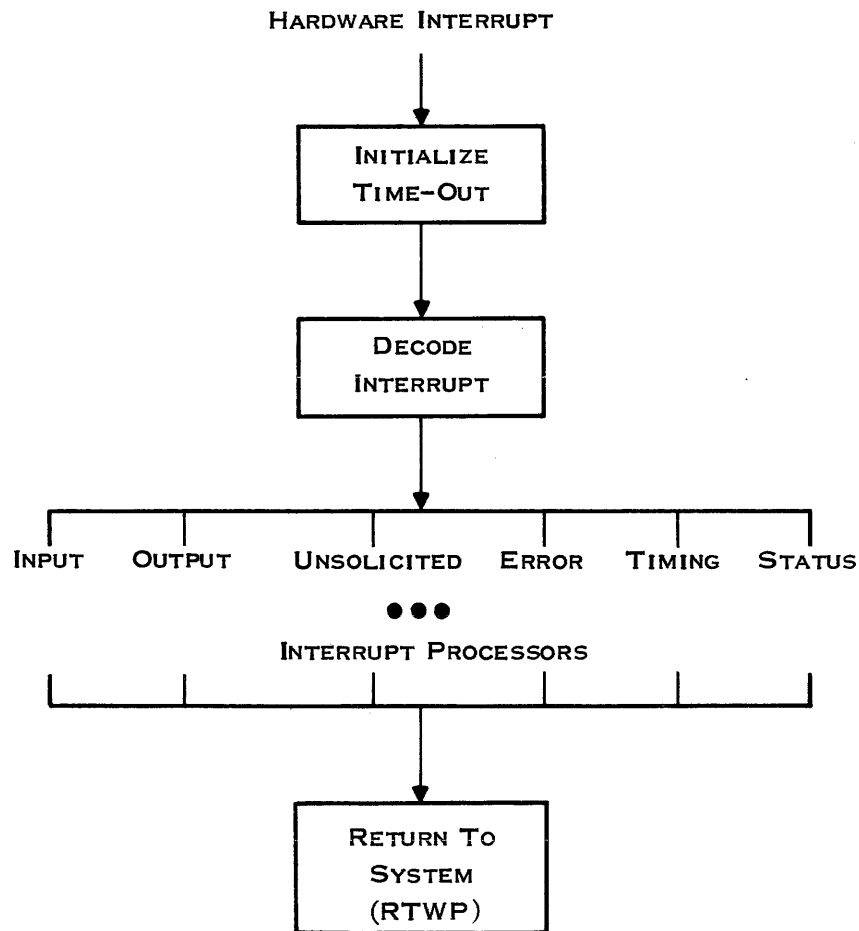 HARDWARE INTERRUPT
INITIALIZE
TIME-OUT
DECODE
INTERRUPT
INPUT OUTPUT UNSOLICITED ERROR TIMING STATUS
INTERRUPT PROCESSORS
RETURN TO
SYSTEM
(RTWP)